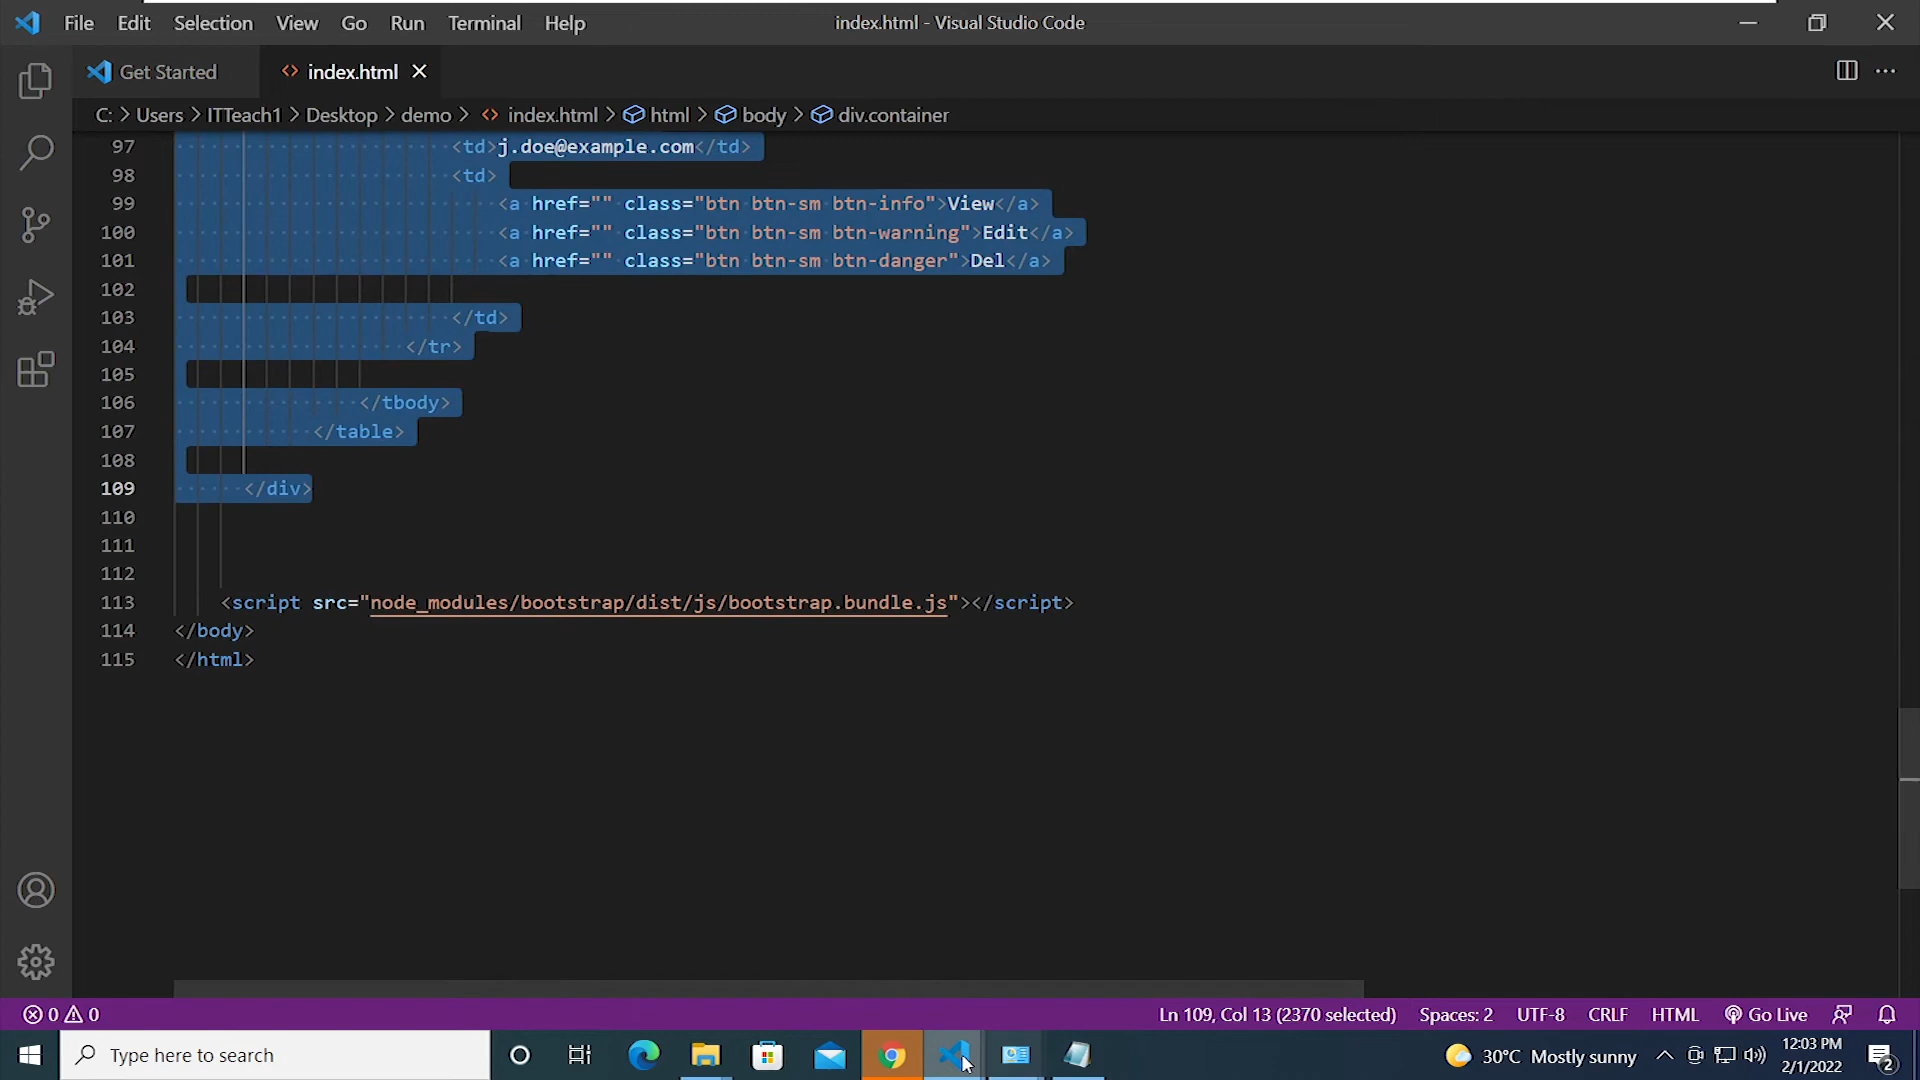 File Edit Selection View Go Run Terminal Help index.html - Visual Studio Code
Get Started index.html
C: > Users > ITTeach1 > Desktop > demo > index.html > html > body > div.container
97 <td>j.doe@example.com</td>
98 <td>
99 <a href="" class="btn btn-sm btn-info">View</a>
100 <a href="" class="btn btn-sm btn-warning">Edit</a>
101 <a href="" class="btn btn-sm btn-danger">Del</a>
102
103 </td>
104 </tr>
105
106 </tbody>
107 </table>
108
109 </div>
110
111
112
113 <script src="node_modules/bootstrap/dist/js/bootstrap.bundle.js"></script>
114 </body>
115 </html>
0 0 Ln 109, Col 13 (2370 selected) Spaces: 2 UTF-8 CRLF HTML Go Live
Type here to search 30°C Mostly sunny 12:03 PM
2/1/2022 2